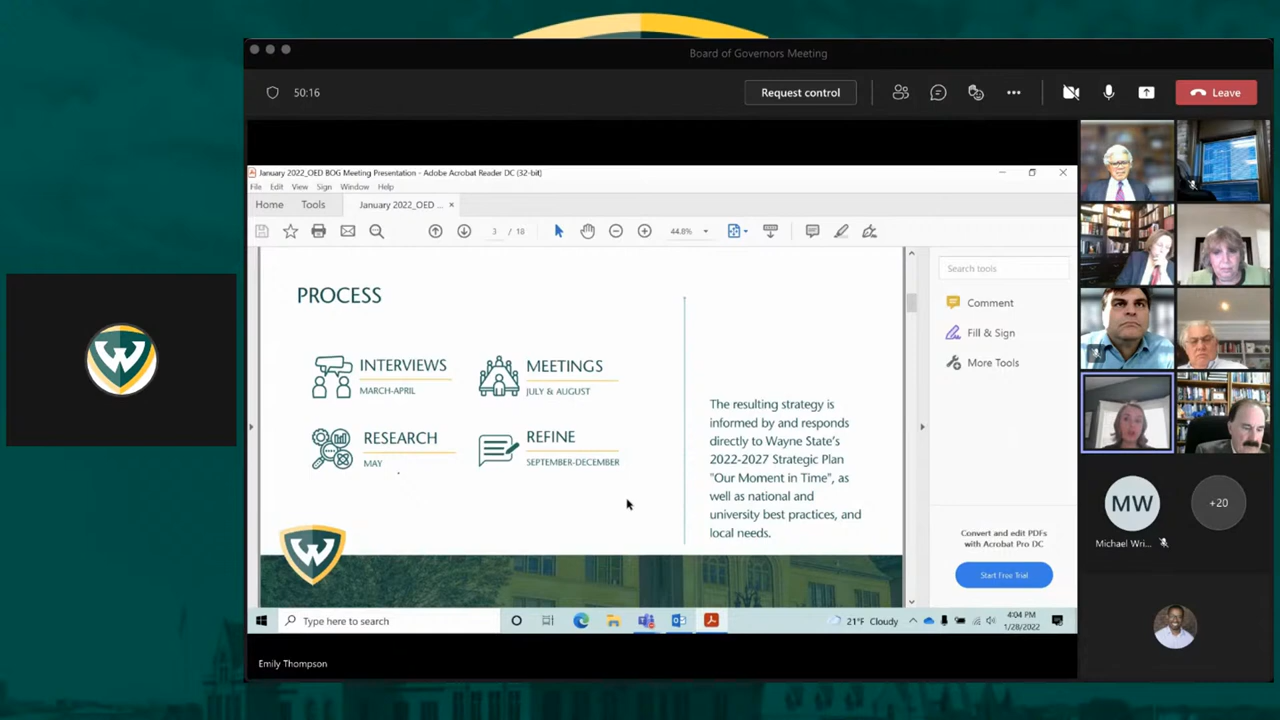 Board of Governors Meeting
50:16
Request control
Leave
January 2022_OED BOG Meeting Presentation - Adobe Acrobat Reader DC (32-bit)
File Edit View Sign Window Help
Home Tools January 2022_OED ... ×
3 / 18 44.8%
PROCESS
INTERVIEWS
MARCH-APRIL
MEETINGS
JULY & AUGUST
RESEARCH
MAY
REFINE
SEPTEMBER-DECEMBER
The resulting strategy is
informed by and responds
directly to Wayne State's
2022-2027 Strategic Plan
"Our Moment in Time", as
well as national and
university best practices, and
local needs.
W
Search tools
Comment
Fill & Sign
More Tools
Convert and edit PDFs
with Acrobat Pro DC
Start Free Trial
Type here to search
21°F Cloudy
4:04 PM
1/28/2022
Emily Thompson
MW
+20
Michael Wri...
W